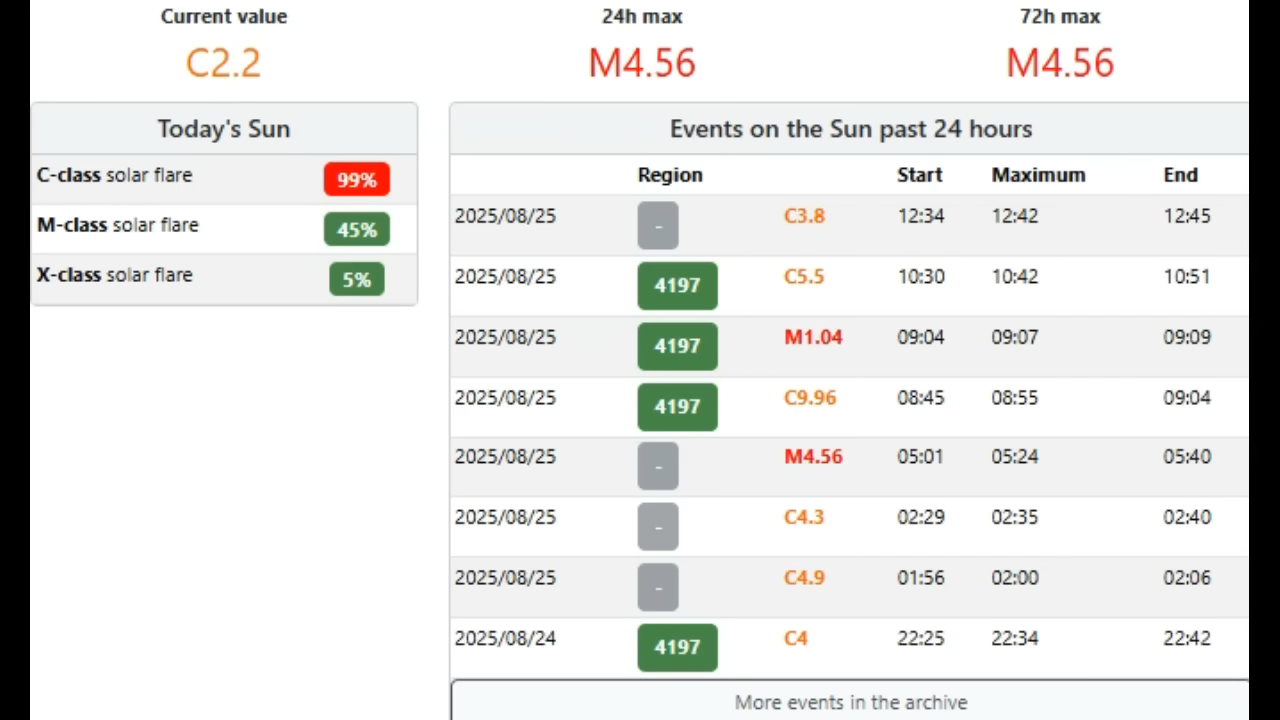 Current value 24h max 72h max
C2.2 M4.56 M4.56
Today's Sun
C-class solar flare 99%
M-class solar flare 45%
X-class solar flare 5%
Events on the Sun past 24 hours
Region Start Maximum End
2025/08/25 - C3.8 12:34 12:42 12:45
2025/08/25 4197 C5.5 10:30 10:42 10:51
2025/08/25 4197 M1.04 09:04 09:07 09:09
2025/08/25 4197 C9.96 08:45 08:55 09:04
2025/08/25 - M4.56 05:01 05:24 05:40
2025/08/25 - C4.3 02:29 02:35 02:40
2025/08/25 - C4.9 01:56 02:00 02:06
2025/08/24 4197 C4 22:25 22:34 22:42
More events in the archive